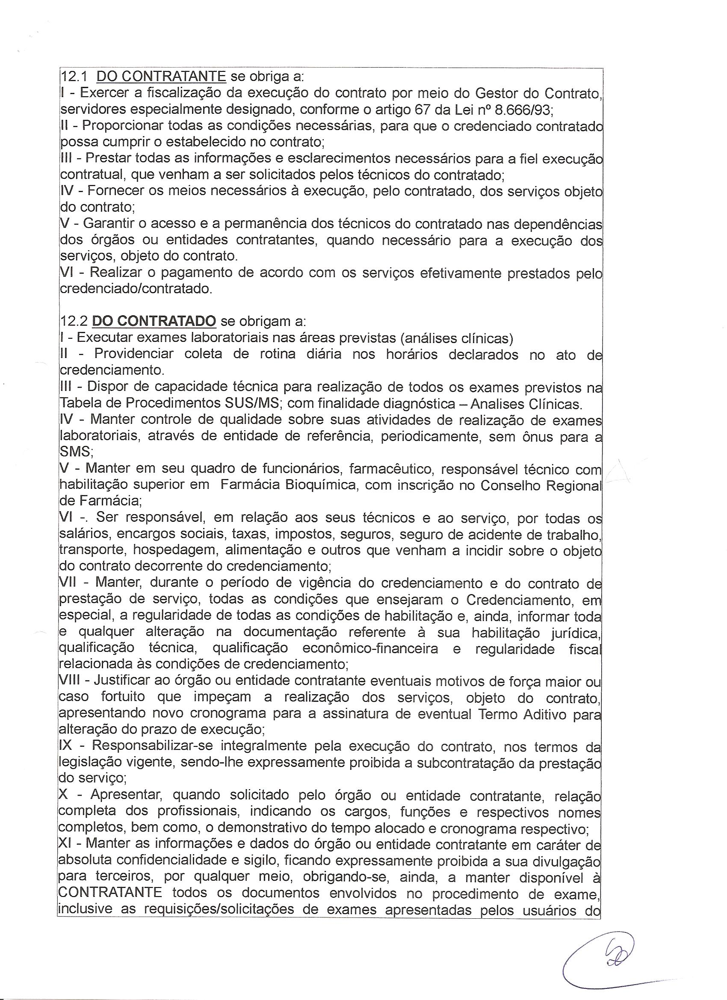 12.1 DO CONTRATANTE se obriga a:
I - Exercer a fiscalização da execução do contrato por meio do Gestor do Contrato,
servidores especialmente designado, conforme o artigo 67 da Lei nº 8.666/93;
II - Proporcionar todas as condições necessárias, para que o credenciado contratado
possa cumprir o estabelecido no contrato;
III - Prestar todas as informações e esclarecimentos necessários para a fiel execução
contratual, que venham a ser solicitados pelos técnicos do contratado;
IV - Fornecer os meios necessários à execução, pelo contratado, dos serviços objeto
do contrato;
V - Garantir o acesso e a permanência dos técnicos do contratado nas dependências
dos órgãos ou entidades contratantes, quando necessário para a execução dos
serviços, objeto do contrato.
VI - Realizar o pagamento de acordo com os serviços efetivamente prestados pelo
credenciado/contratado.
12.2 DO CONTRATADO se obrigam a:
I - Executar exames laboratoriais nas áreas previstas (análises clínicas)
II - Providenciar coleta de rotina diária nos horários declarados no ato de
credenciamento.
III - Dispor de capacidade técnica para realização de todos os exames previstos na
Tabela de Procedimentos SUS/MS; com finalidade diagnóstica – Analises Clínicas.
IV - Manter controle de qualidade sobre suas atividades de realização de exames
laboratoriais, através de entidade de referência, periodicamente, sem ônus para a
SMS;
V - Manter em seu quadro de funcionários, farmacêutico, responsável técnico com
habilitação superior em Farmácia Bioquímica, com inscrição no Conselho Regional
de Farmácia;
VI -. Ser responsável, em relação aos seus técnicos e ao serviço, por todas os
salários, encargos sociais, taxas, impostos, seguros, seguro de acidente de trabalho,
transporte, hospedagem, alimentação e outros que venham a incidir sobre o objeto
do contrato decorrente do credenciamento;
VII - Manter, durante o período de vigência do credenciamento e do contrato de
prestação de serviço, todas as condições que ensejaram o Credenciamento, em
especial, a regularidade de todas as condições de habilitação e, ainda, informar toda
e qualquer alteração na documentação referente à sua habilitação jurídica,
qualificação técnica, qualificação econômico-financeira e regularidade fiscal
relacionada às condições de credenciamento;
VIII - Justificar ao órgão ou entidade contratante eventuais motivos de força maior ou
caso fortuito que impeçam a realização dos serviços, objeto do contrato,
apresentando novo cronograma para a assinatura de eventual Termo Aditivo para
alteração do prazo de execução;
IX - Responsabilizar-se integralmente pela execução do contrato, nos termos da
legislação vigente, sendo-lhe expressamente proibida a subcontratação da prestação
do serviço;
X - Apresentar, quando solicitado pelo órgão ou entidade contratante, relação
completa dos profissionais, indicando os cargos, funções e respectivos nomes
completos, bem como, o demonstrativo do tempo alocado e cronograma respectivo;
XI - Manter as informações e dados do órgão ou entidade contratante em caráter de
absoluta confidencialidade e sigilo, ficando expressamente proibida a sua divulgação
para terceiros, por qualquer meio, obrigando-se, ainda, a manter disponível à
CONTRATANTE todos os documentos envolvidos no procedimento de exame,
inclusive as requisições/solicitações de exames apresentadas pelos usuários do